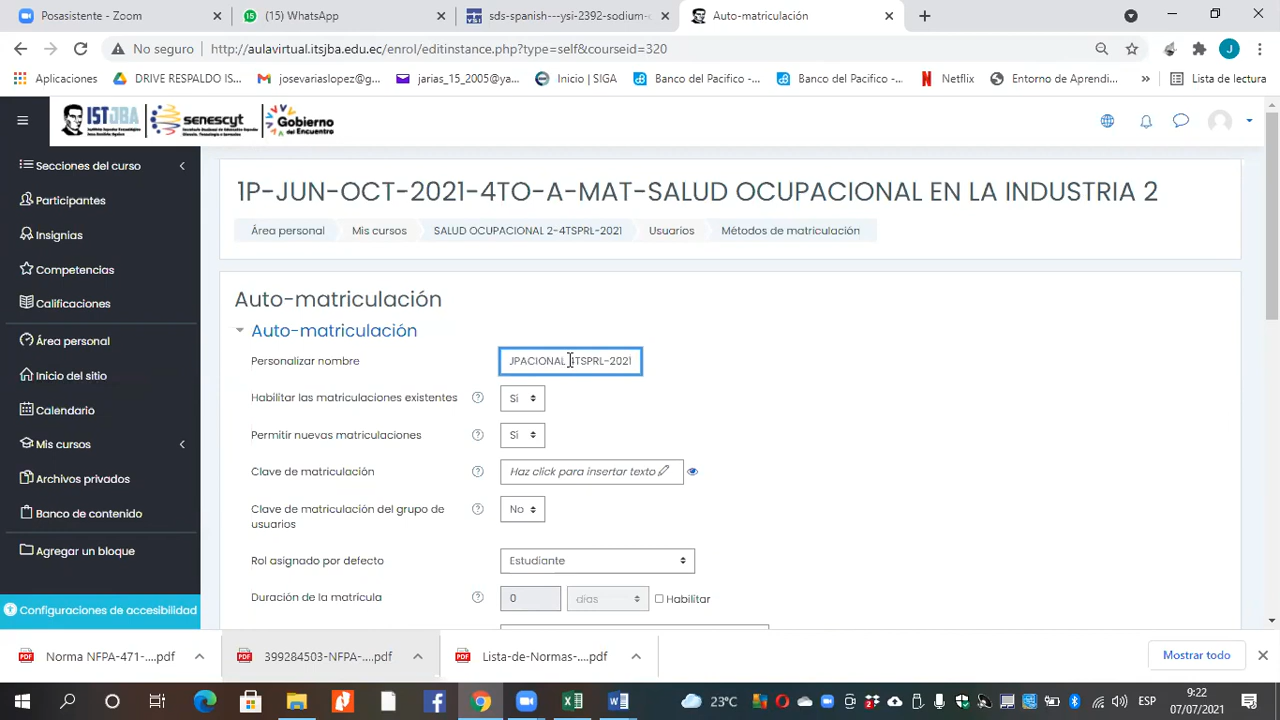 Posasistente - Zoom
(15) WhatsApp
sds-spanish---ysi-2392-sodium-
Auto-matriculación
No seguro
http://aulavirtual.itsjba.edu.ec/enrol/editinstance.php?type=self&courseid=320
J
Aplicaciones
DRIVE RESPALDO IS...
josevariaslopez@g...
jarias_15_2005@ya...
Inicio | SIGA
Banco del Pacifico -...
Banco del Pacifico -...
Netflix
Entorno de Aprendi...
»
Lista de lectura
ISTJBA
senescyt
Gobierno
del Encuentro
Secciones del curso
Participantes
Insignias
Competencias
Calificaciones
Área personal
Inicio del sitio
Calendario
Mis cursos
Archivos privados
Banco de contenido
Agregar un bloque
Configuraciones de accesibilidad
1P-JUN-OCT-2021-4TO-A-MAT-SALUD OCUPACIONAL EN LA INDUSTRIA 2
Área personal
Mis cursos
SALUD OCUPACIONAL 2-4TSPRL-2021
Usuarios
Métodos de matriculación
Auto-matriculación
Auto-matriculación
Personalizar nombre
JPACIONAL 4TSPRL-2021
Habilitar las matriculaciones existentes
Sí
Permitir nuevas matriculaciones
Sí
Clave de matriculación
Haz click para insertar texto
Clave de matriculación del grupo de
usuarios
No
Rol asignado por defecto
Estudiante
Duración de la matrícula
0
días
Habilitar
Norma NFPA-471-....pdf
399284503-NFPA-....pdf
Lista-de-Normas-....pdf
Mostrar todo
23°C
ESP
9:22
07/07/2021